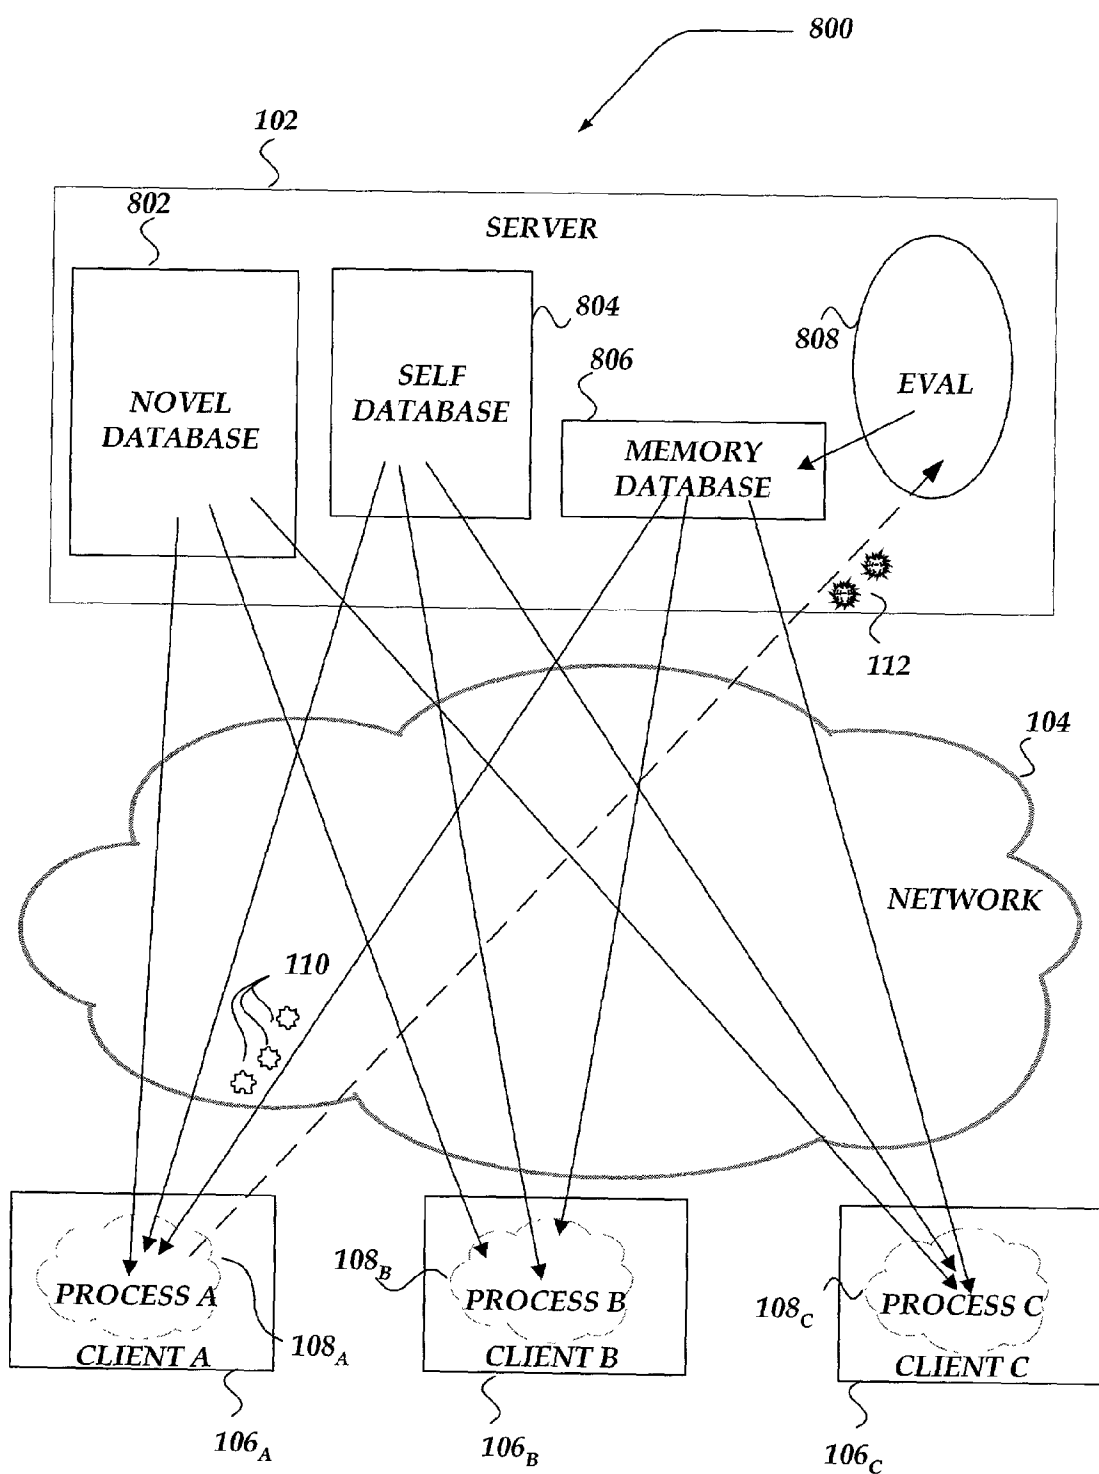 800
102
802
SERVER
804
808
806
NOVEL
DATABASE
SELF
DATABASE
EVAL
MEMORY
DATABASE
112
104
NETWORK
110
108B
108C
PROCESS A
PROCESS B
PROCESS C
108A
CLIENT A
CLIENT B
CLIENT C
106A
106B
106C